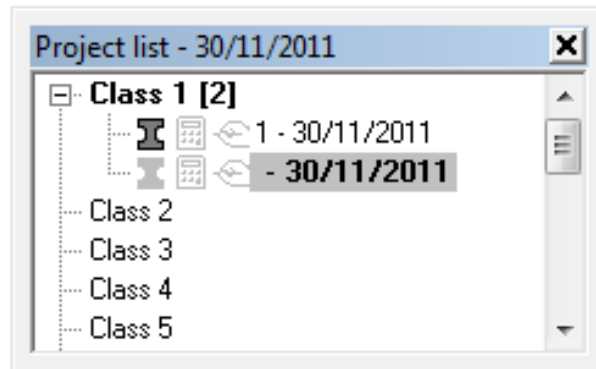 Project list - 30/11/2011
Class 1 [2]
1 - 30/11/2011
- 30/11/2011
Class 2
Class 3
Class 4
Class 5